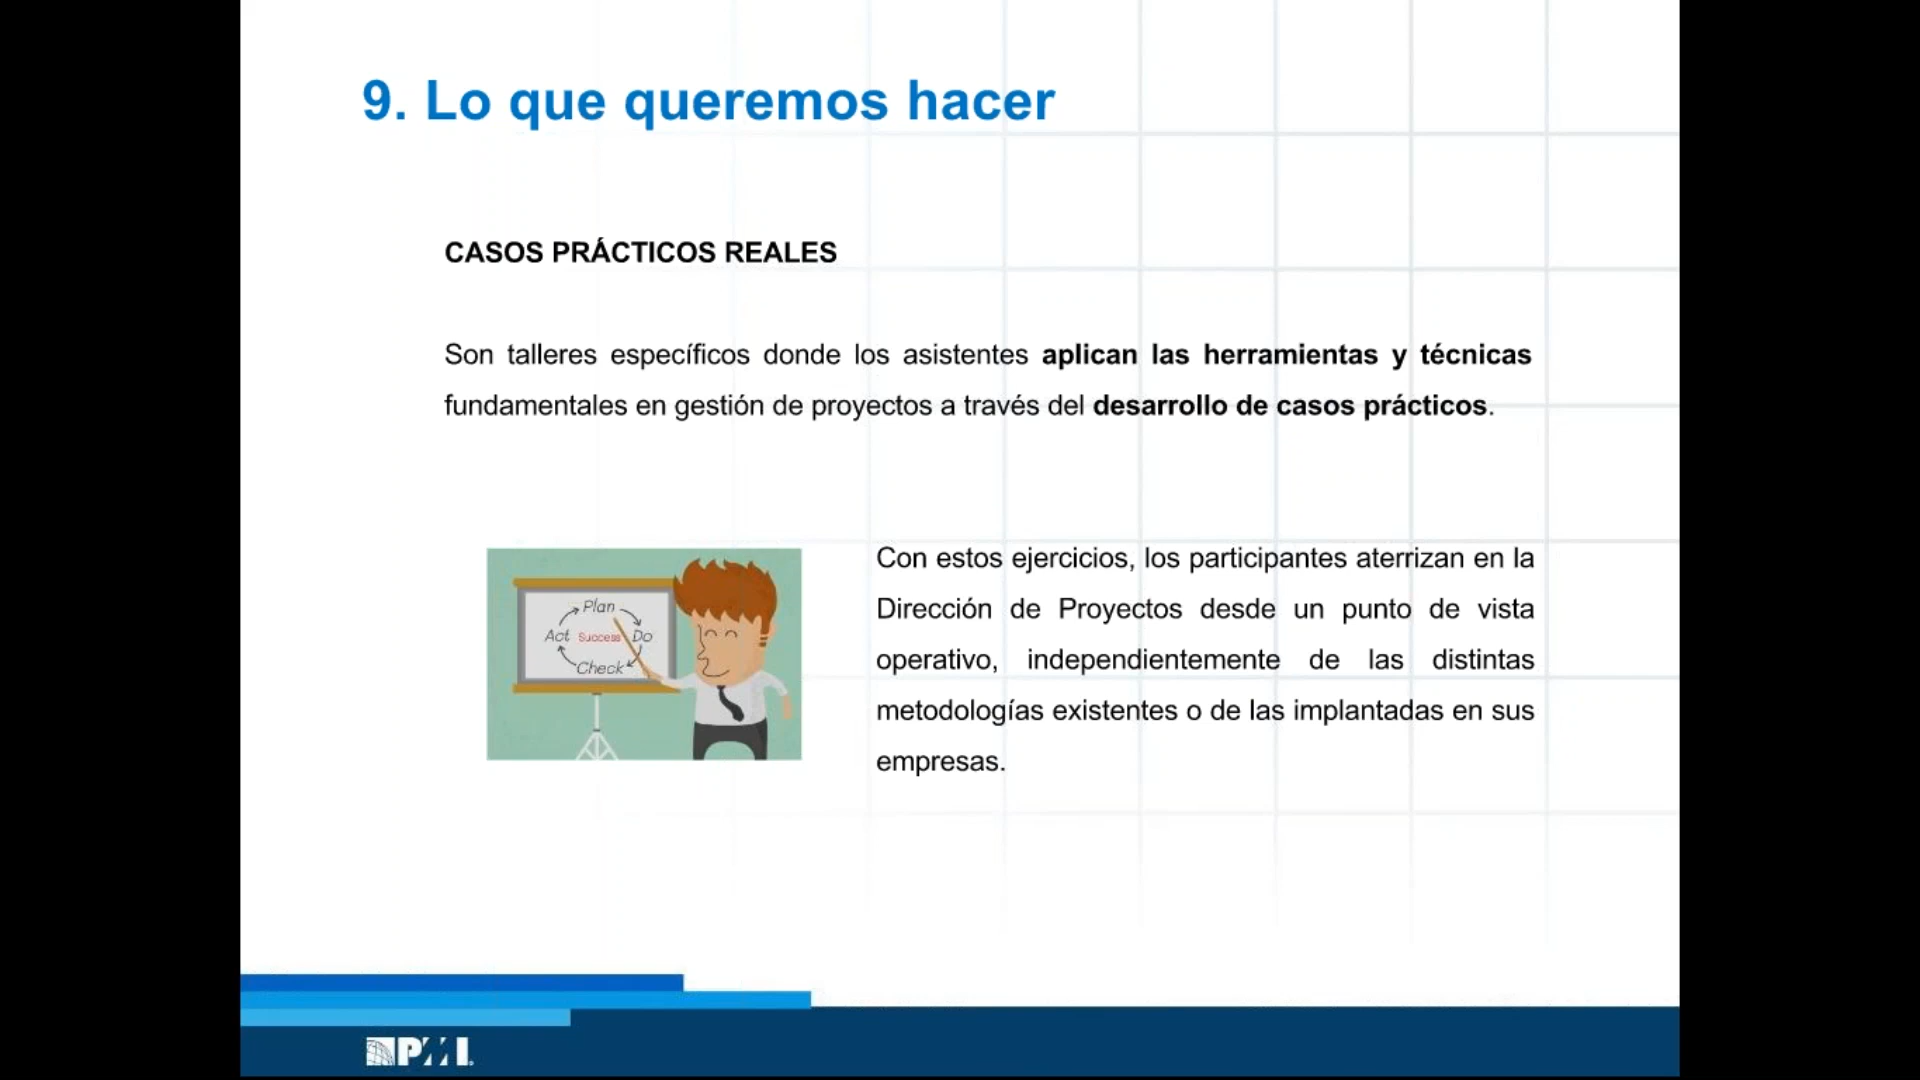 9. Lo que queremos hacer
CASOS PRÁCTICOS REALES
Son talleres específicos donde los asistentes aplican las herramientas y técnicas
fundamentales en gestión de proyectos a través del desarrollo de casos prácticos.
Con estos ejercicios, los participantes aterrizan en la
Dirección de Proyectos desde un punto de vista
operativo, independientemente de las distintas
metodologías existentes o de las implantadas en sus
empresas.
Plan
Act Success Do
Check
PMI